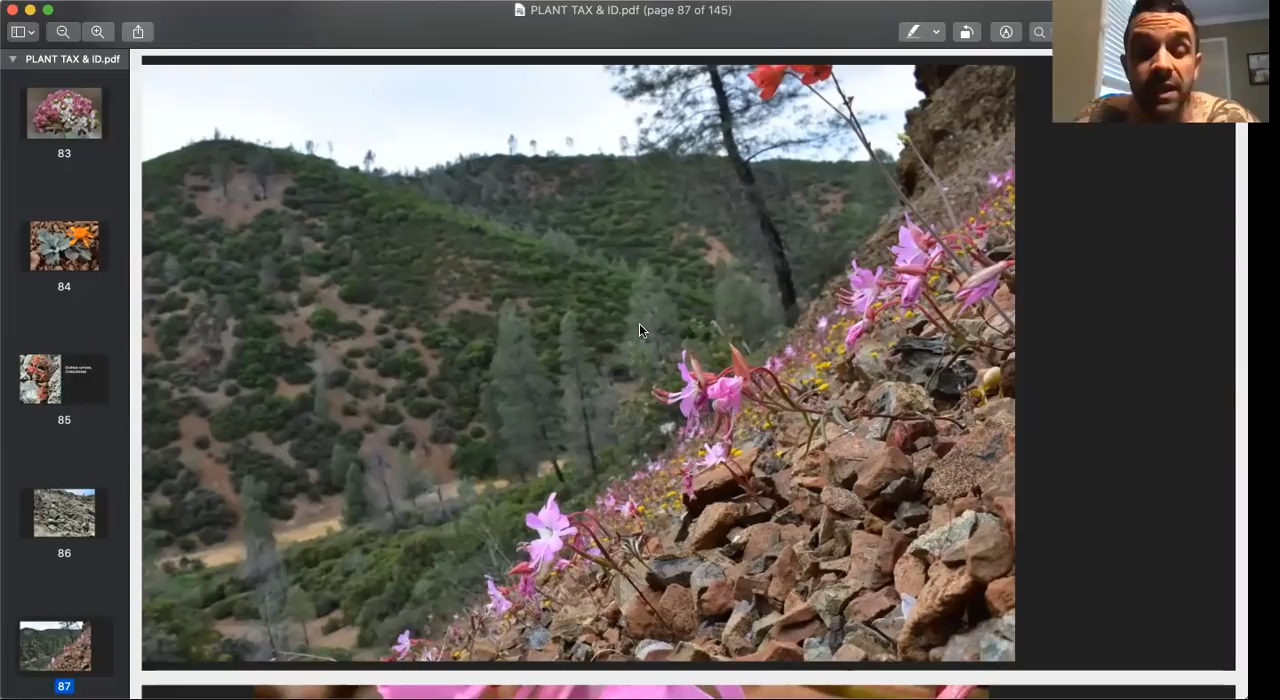 PLANT TAX & ID.pdf (page 87 of 145)
PLANT TAX & ID.pdf
83
84
85
86
87